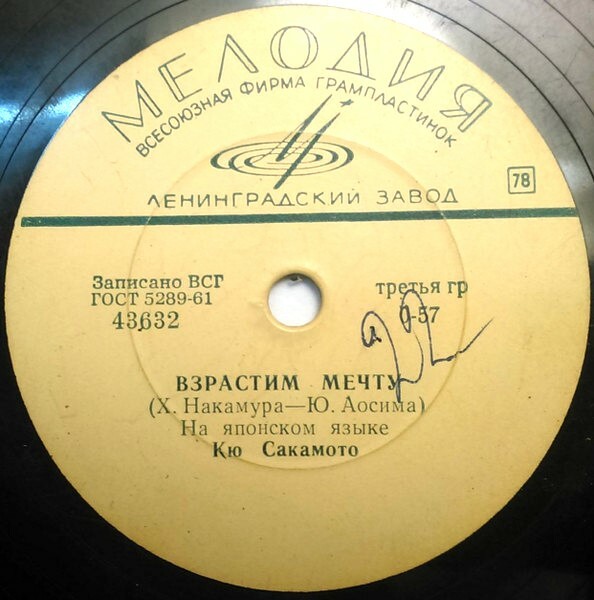 МЕЛОДИЯ
ВСЕСОЮЗНАЯ ФИРМА ГРАМПЛАСТИНОК
ЛЕНИНГРАДСКИЙ ЗАВОД
78
Записано ВСГ
ГОСТ 5289-61
43632
третья гр
0-57
ВЗРАСТИМ МЕЧТУ
(Х. Накамура—Ю. Аосима)
На японском языке
Кю Сакамото